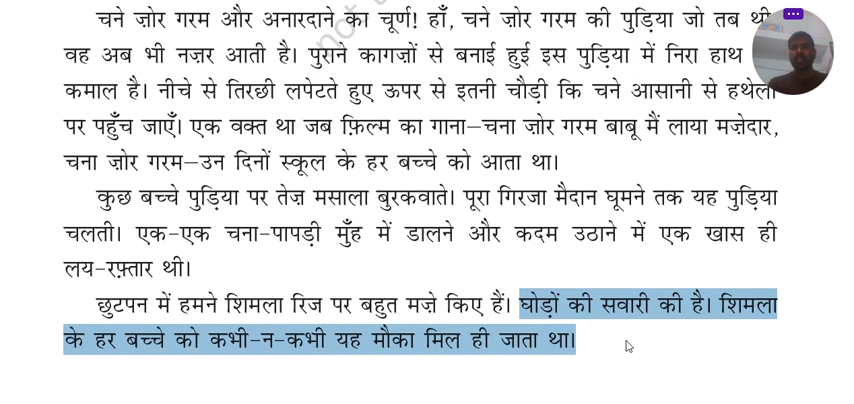 चने ज़ोर गरम और अनारदाने का चूर्ण! हाँ, चने ज़ोर गरम की पुड़िया जो तब थी
वह अब भी नज़र आती है। पुराने कागज़ों से बनाई हुई इस पुड़िया में निरा हाथ
कमाल है। नीचे से तिरछी लपेटते हुए ऊपर से इतनी चौड़ी कि चने आसानी से हथेली
पर पहुँच जाएँ। एक वक्त था जब फ़िल्म का गाना–चना ज़ोर गरम बाबू मैं लाया मज़ेदार,
चना ज़ोर गरम–उन दिनों स्कूल के हर बच्चे को आता था।
कुछ बच्चे पुड़िया पर तेज़ मसाला बुरकवाते। पूरा गिरजा मैदान घूमने तक यह पुड़िया
चलती। एक-एक चना-पापड़ी मुँह में डालने और कदम उठाने में एक खास ही
लय-रफ़्तार थी।
छुटपन में हमने शिमला रिज पर बहुत मज़े किए हैं। घोड़ों की सवारी की है। शिमला
के हर बच्चे को कभी-न-कभी यह मौका मिल ही जाता था।